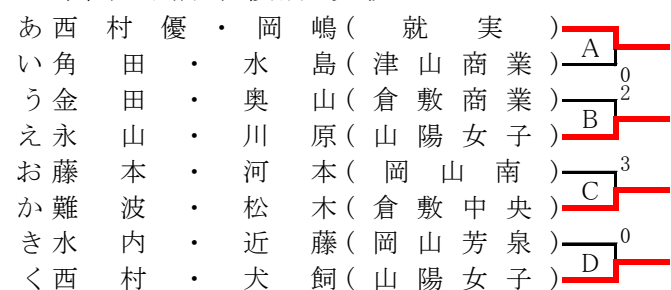 あ西村優・岡嶋(就実)
A
い角田・水島(津山商業)
0
う金田・奥山(倉敷商業)
2
B
え永山・川原(山陽女子)
お藤本・河本(岡山南)
3
C
か難波・松木(倉敷中央)
き水内・近藤(岡山芳泉)
0
D
く西村・犬飼(山陽女子)